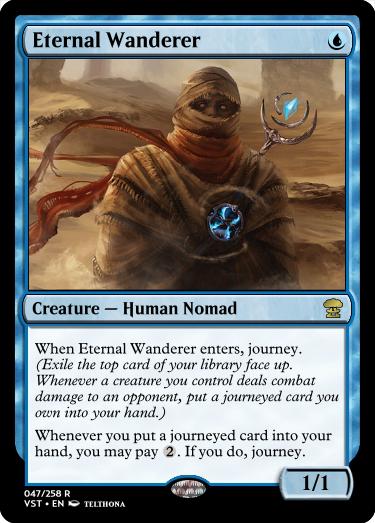 Eternal Wanderer
Creature — Human Nomad
When Eternal Wanderer enters, journey.
(Exile the top card of your library face up.
Whenever a creature you control deals combat
damage to an opponent, put a journeyed card you
own into your hand.)
Whenever you put a journeyed card into your
hand, you may pay 2. If you do, journey.
1/1
047/258 R
VST • EN TELTHONA